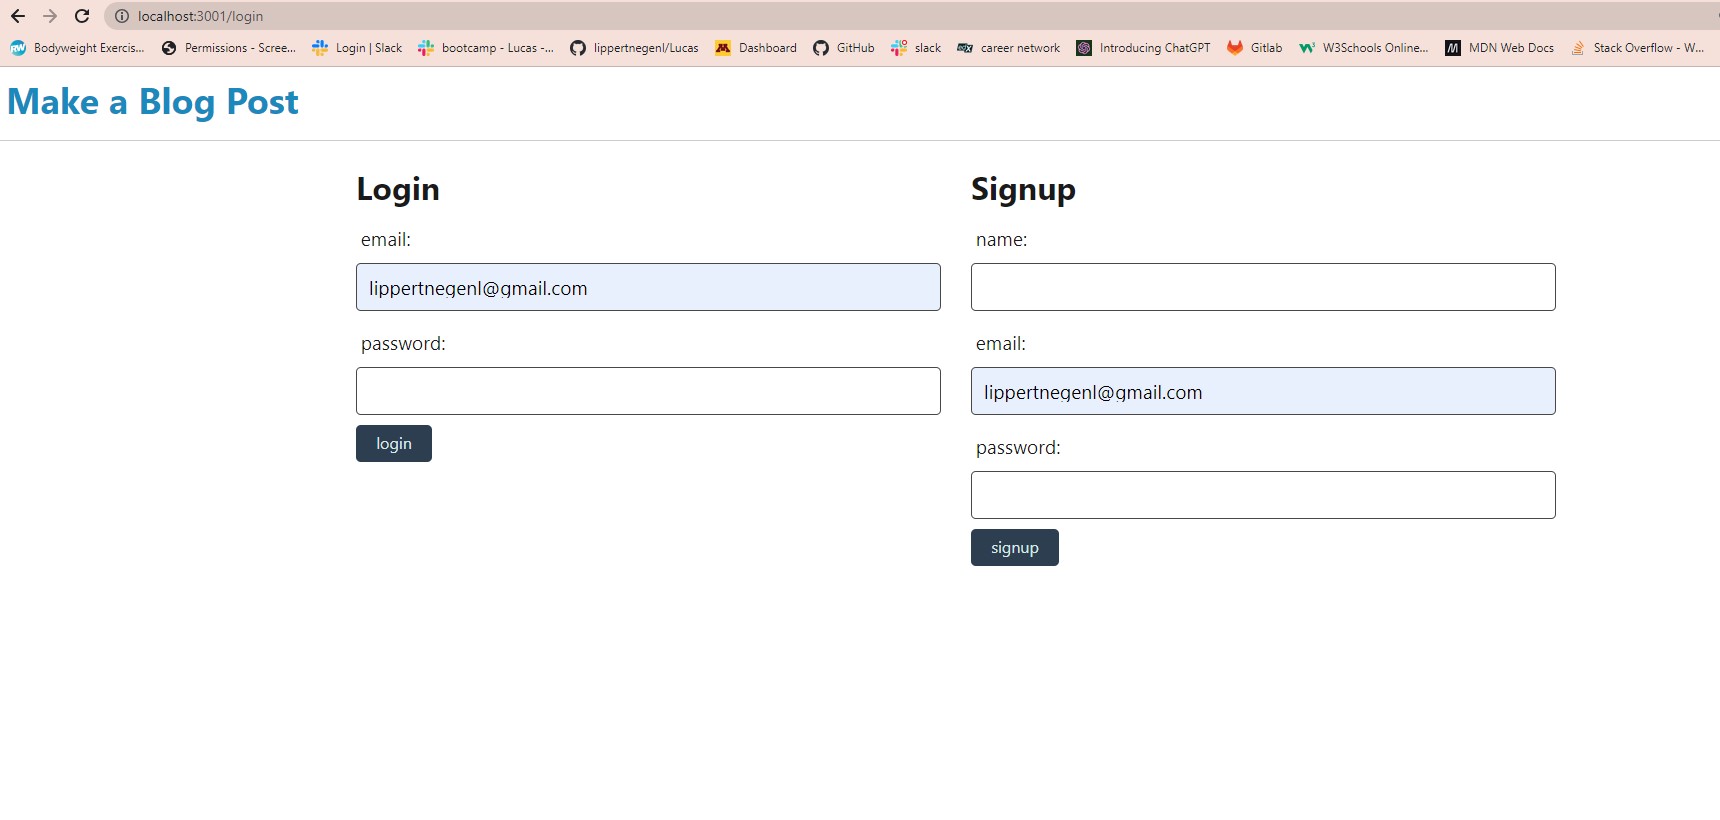 localhost:3001/login
Bodyweight Exercis... Permissions - Scree... Login | Slack bootcamp - Lucas -... lippertnegenl/Lucas Dashboard GitHub slack career network Introducing ChatGPT Gitlab W3Schools Online... MDN Web Docs Stack Overflow - W...
Make a Blog Post
Login
email:
lippertnegenl@gmail.com
password:
login
Signup
name:
email:
lippertnegenl@gmail.com
password:
signup